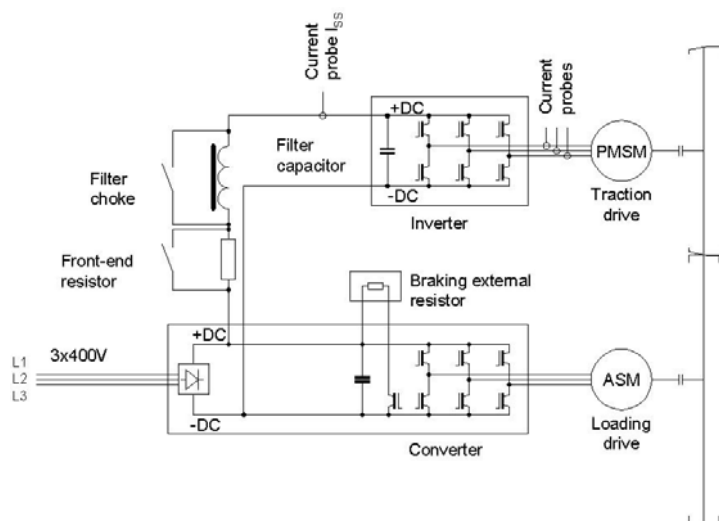 Current
probe ISS
Current
probes
+DC
Filter
capacitor
PMSM
Filter
choke
-DC
Traction
drive
Inverter
Front-end
resistor
Braking external
resistor
+DC
3x400V
L1
L2
L3
ASM
-DC
Loading
drive
Converter